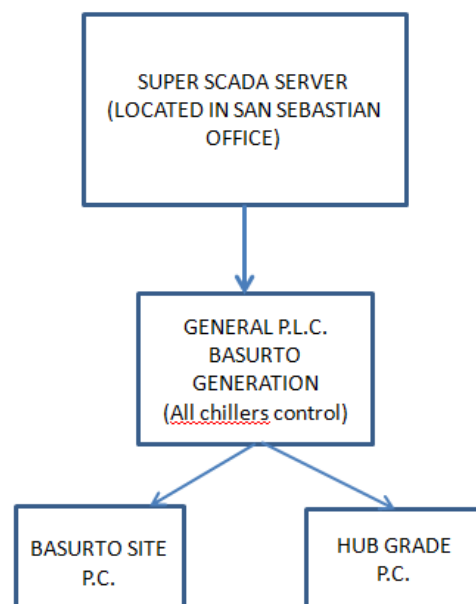 SUPER SCADA SERVER
(LOCATED IN SAN SEBASTIAN
OFFICE)
GENERAL P.L.C.
BASURTO
GENERATION
(All chillers control)
BASURTO SITE
P.C.
HUB GRADE
P.C.